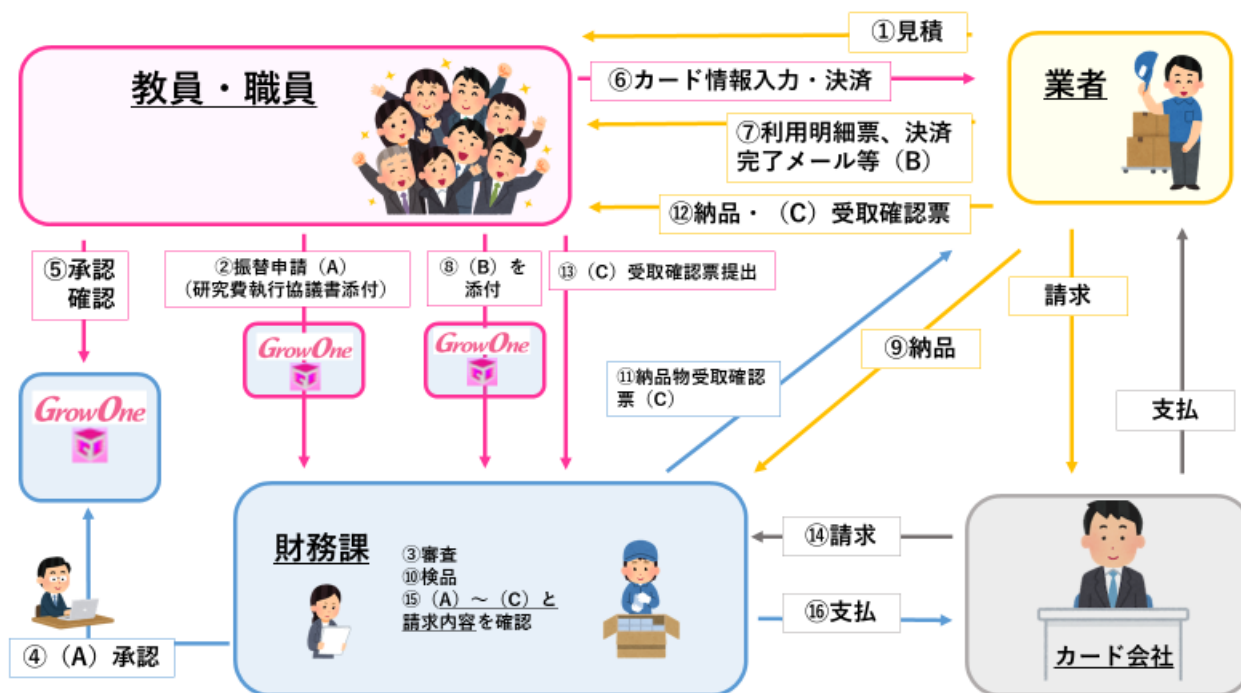 ①見積
教員・職員
⑥カード情報入力・決済
業者
⑦利用明細票、決済
完了メール等（B）
⑫納品・（C）受取確認票
⑤承認
確認
②振替申請（A）
（研究費執行協議書添付）
⑧（B）を
添付
⑬（C）受取確認票提出
請求
GrowOne
GrowOne
⑨納品
⑪納品物受取確認
票（C）
GrowOne
支払
財務課
③審査
⑩検品
⑮（A）～（C）と
請求内容を確認
⑭請求
⑯支払
④（A）承認
カード会社